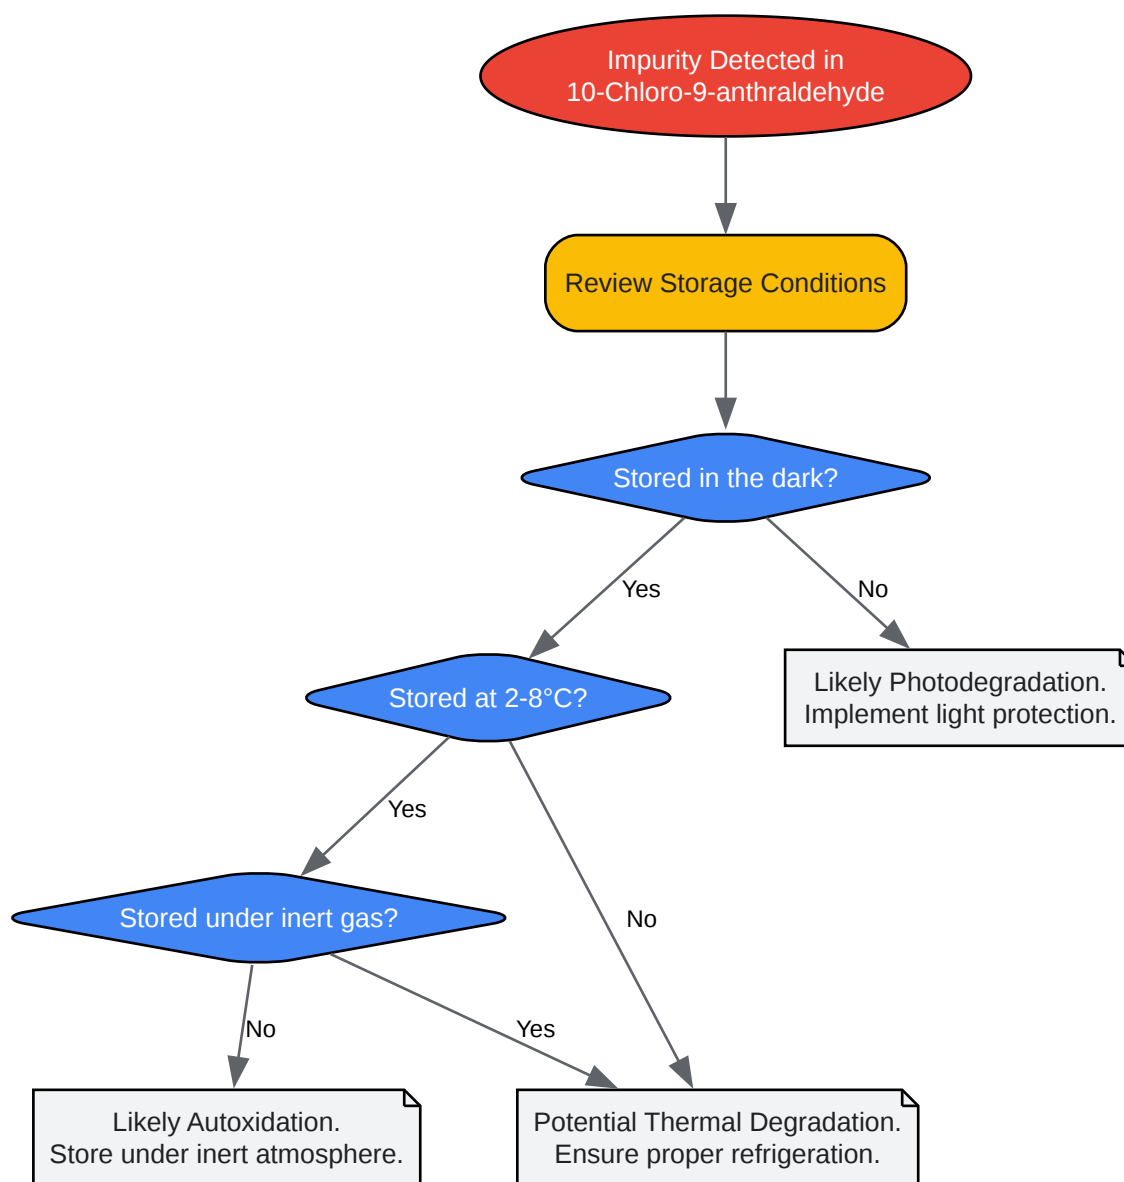 Impurity Detected in
10-Chloro-9-anthraldehyde
Review Storage Conditions
Stored in the dark?
Yes
No
Stored at 2-8°C?
Likely Photodegradation.
Implement light protection.
Yes
Stored under inert gas?
No
No
Yes
Likely Autoxidation.
Store under inert atmosphere.
Potential Thermal Degradation.
Ensure proper refrigeration.